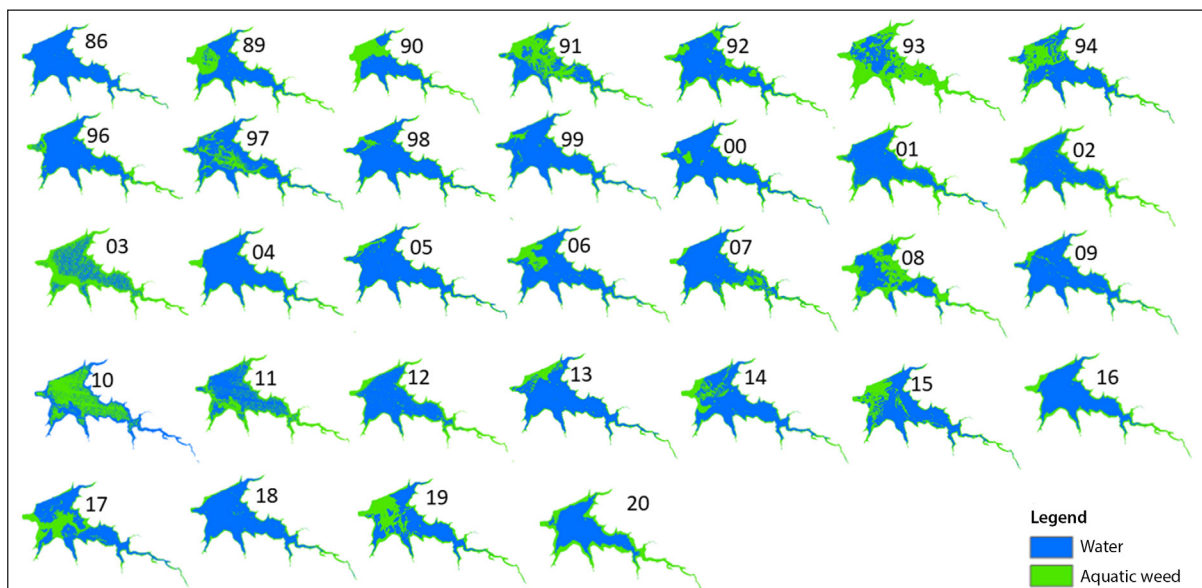 86 89 90 91 92 93 94
96 97 98 99 00 01 02
03 04 05 06 07 08 09
10 11 12 13 14 15 16
17 18 19 20
Legend
Water
Aquatic weed